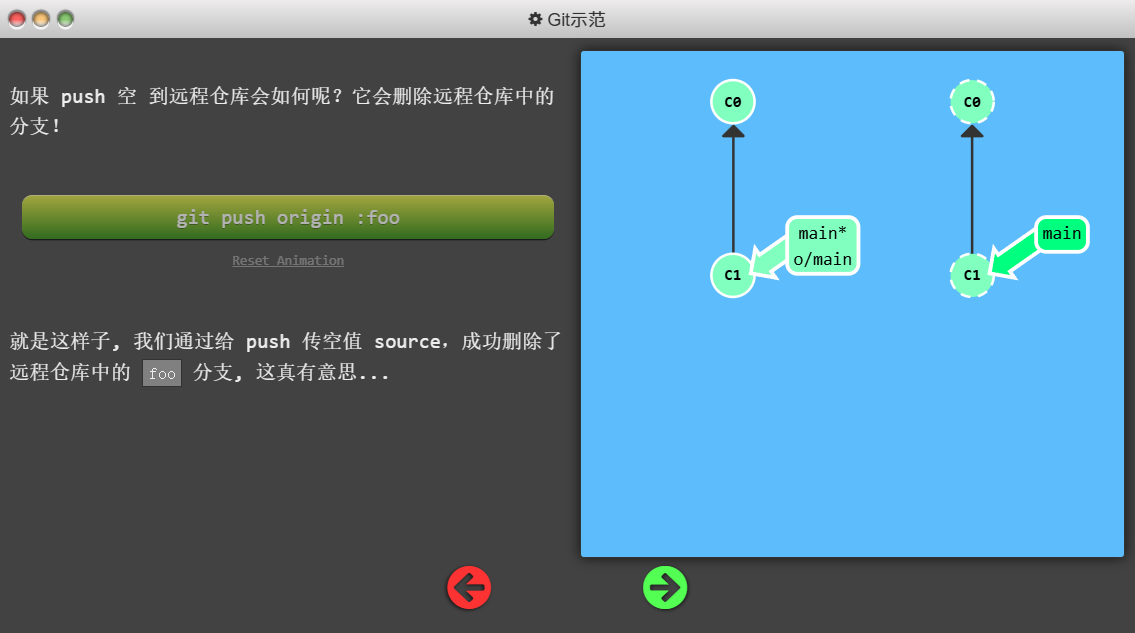 Git示范
如果 push 空 到远程仓库会如何呢？它会删除远程仓库中的
分支！
git push origin :foo
Reset Animation
就是这样子, 我们通过给 push 传空值 source，成功删除了
远程仓库中的 foo 分支, 这真有意思...
C0
main*
o/main
C1
C0
main
C1